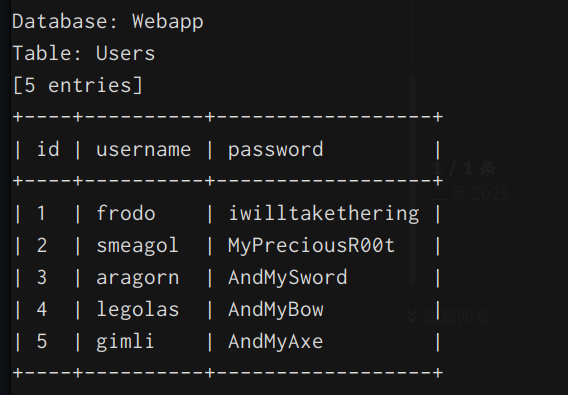 Database: Webapp
Table: Users
[5 entries]
+----+----------+------------------+
| id | username | password         |
+----+----------+------------------+
| 1  | frodo    | iwilltakethering |
| 2  | smeagol  | MyPreciousR00t   |
| 3  | aragorn  | AndMySword       |
| 4  | legolas  | AndMyBow         |
| 5  | gimli    | AndMyAxe         |
+----+----------+------------------+
1 / 1 条
月 2023